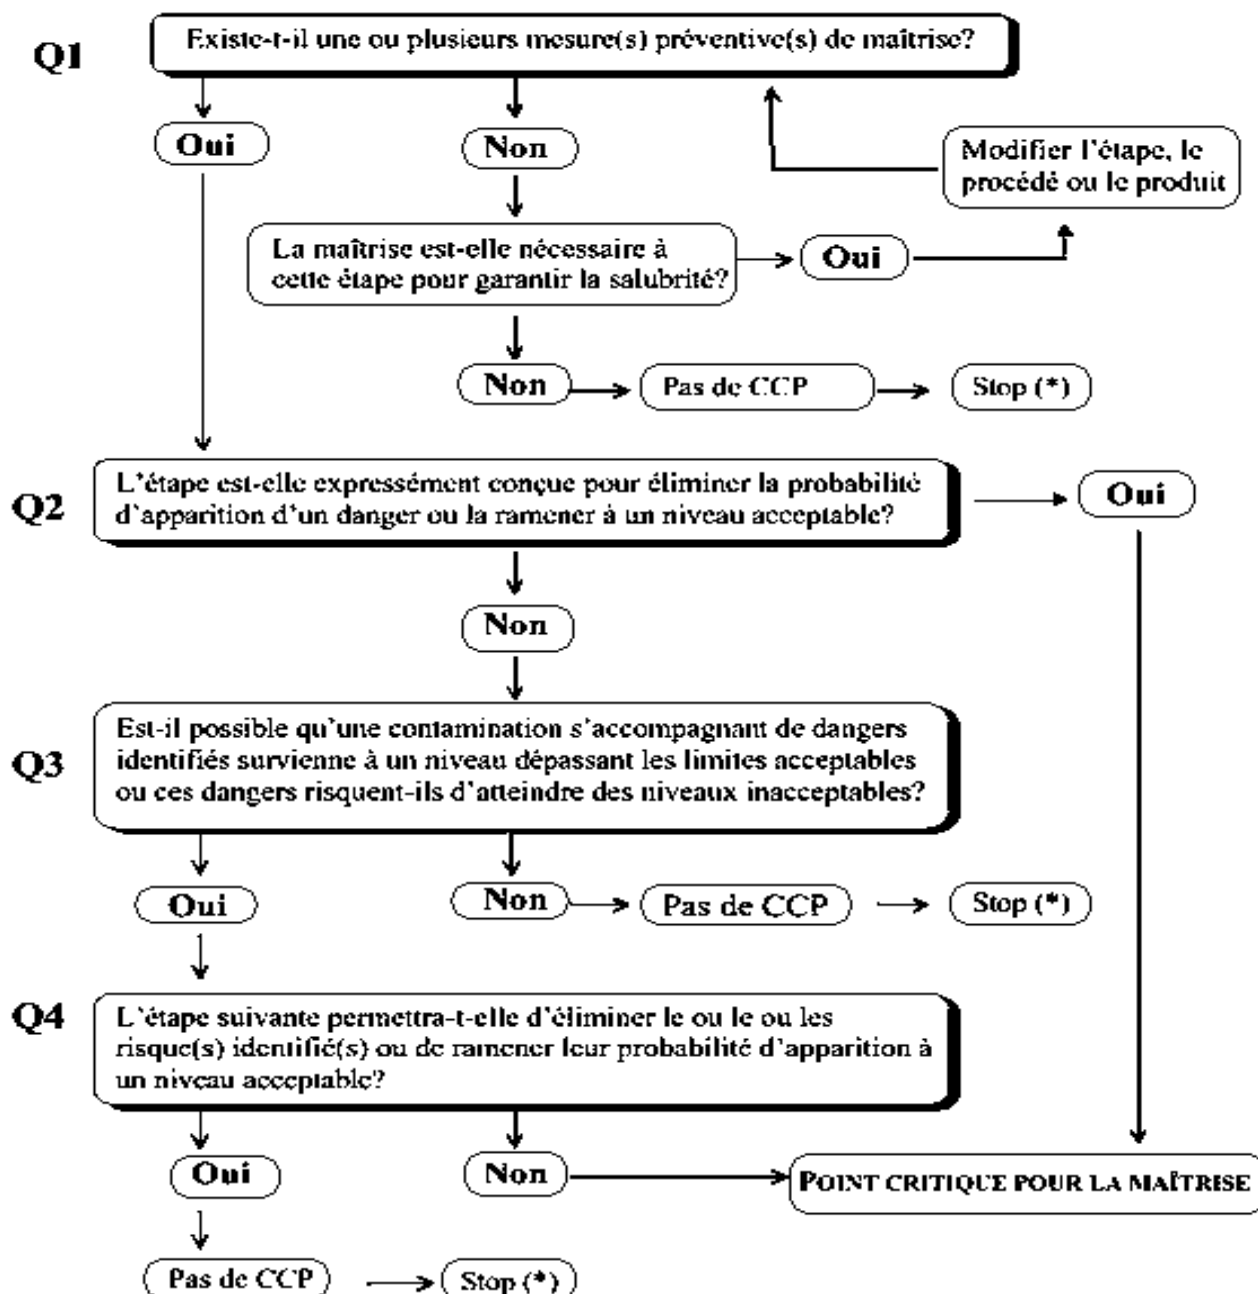 Q1
Existe-t-il une ou plusieurs mesure(s) préventive(s) de maîtrise?
Oui
Non
Modifier l'étape, le
procédé ou le produit
La maîtrise est-elle nécessaire à
cette étape pour garantir la salubrité?
Oui
Non
Pas de CCP
Stop (*)
Q2
L'étape est-elle expressément conçue pour éliminer la probabilité
d'apparition d'un danger ou la ramener à un niveau acceptable?
Oui
Non
Q3
Est-il possible qu'une contamination s'accompagnant de dangers
identifiés survienne à un niveau dépassant les limites acceptables
ou ces dangers risquent-ils d'atteindre des niveaux inacceptables?
Oui
Non
Pas de CCP
Stop (*)
Q4
L'étape suivante permettra-t-elle d'éliminer le ou le ou les
risque(s) identifié(s) ou de ramener leur probabilité d'apparition à
un niveau acceptable?
Oui
Non
POINT CRITIQUE POUR LA MAÎTRISE
Pas de CCP
Stop (*)